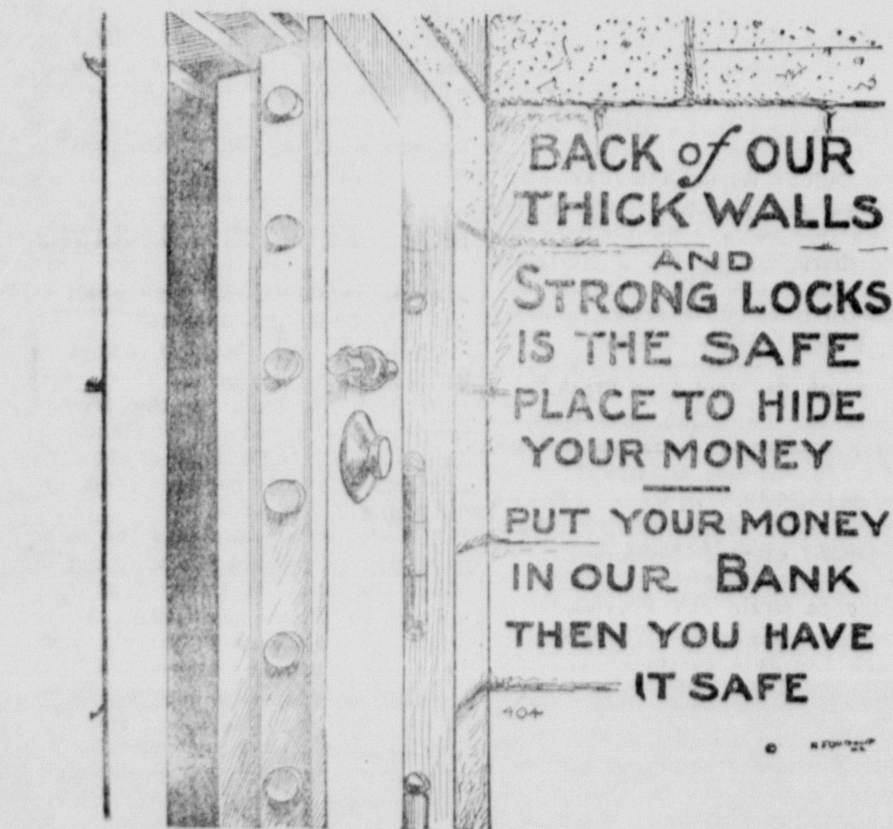 BACK of OUR
THICK WALLS
AND
STRONG LOCKS
IS THE SAFE
PLACE TO HIDE
YOUR MONEY
PUT YOUR MONEY
IN OUR BANK
THEN YOU HAVE
IT SAFE
404